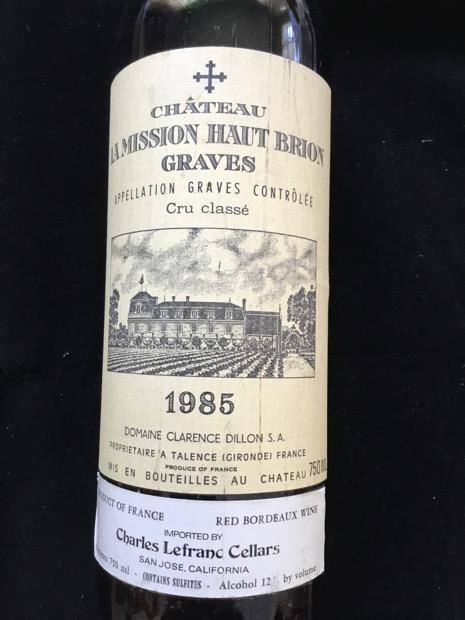 CHÂTEAU
LA MISSION HAUT BRION
GRAVES
APPELLATION GRAVES CONTRÔLÉE
Cru classé
1985
DOMAINE CLARENCE DILLON S.A.
PROPRIETAIRE A TALENCE (GIRONDE) FRANCE
PRODUCE OF FRANCE
MIS EN BOUTEILLES AU CHATEAU 750 ML
PRODUCT OF FRANCE RED BORDEAUX WINE
IMPORTED BY
Charles Lefranc Cellars
SAN JOSE, CALIFORNIA
750 ml - CONTAINS SULFITES - Alcohol 12 by volume